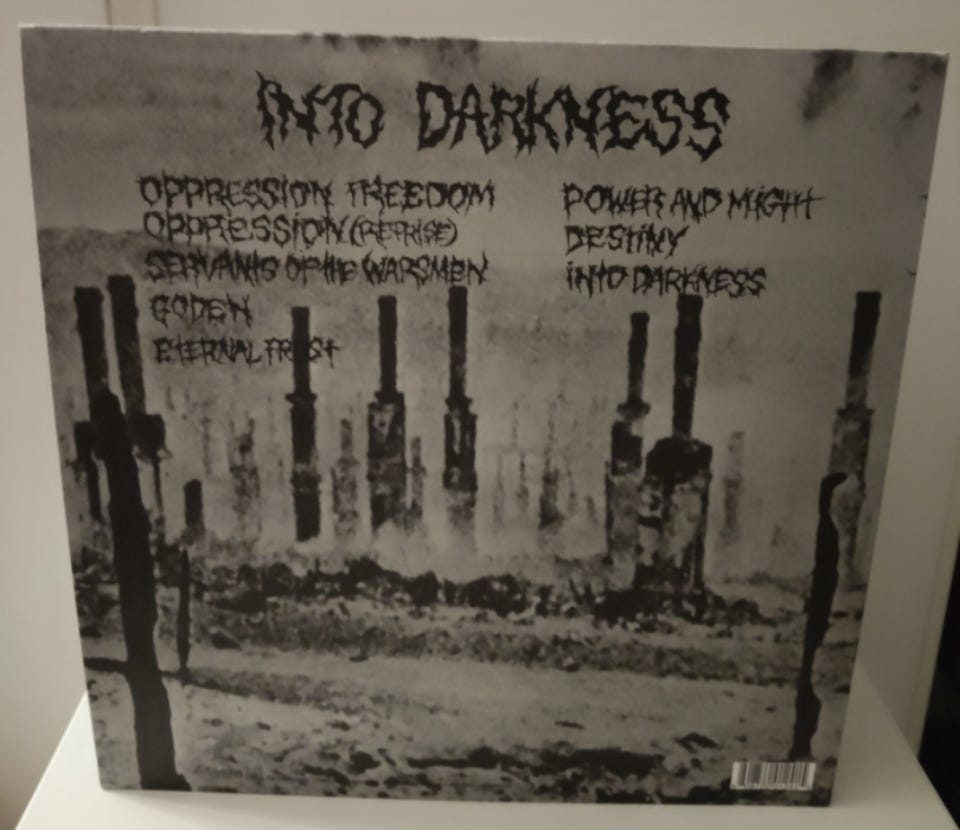 INTO DARKNESS
OPPRESSION FREEDOM
OPPRESSION (REPRISE)
SERVANTS OF THE WARSMEN
GODEN
ETERNAL FROST
POWER AND MIGHT
DESTINY
INTO DARKNESS